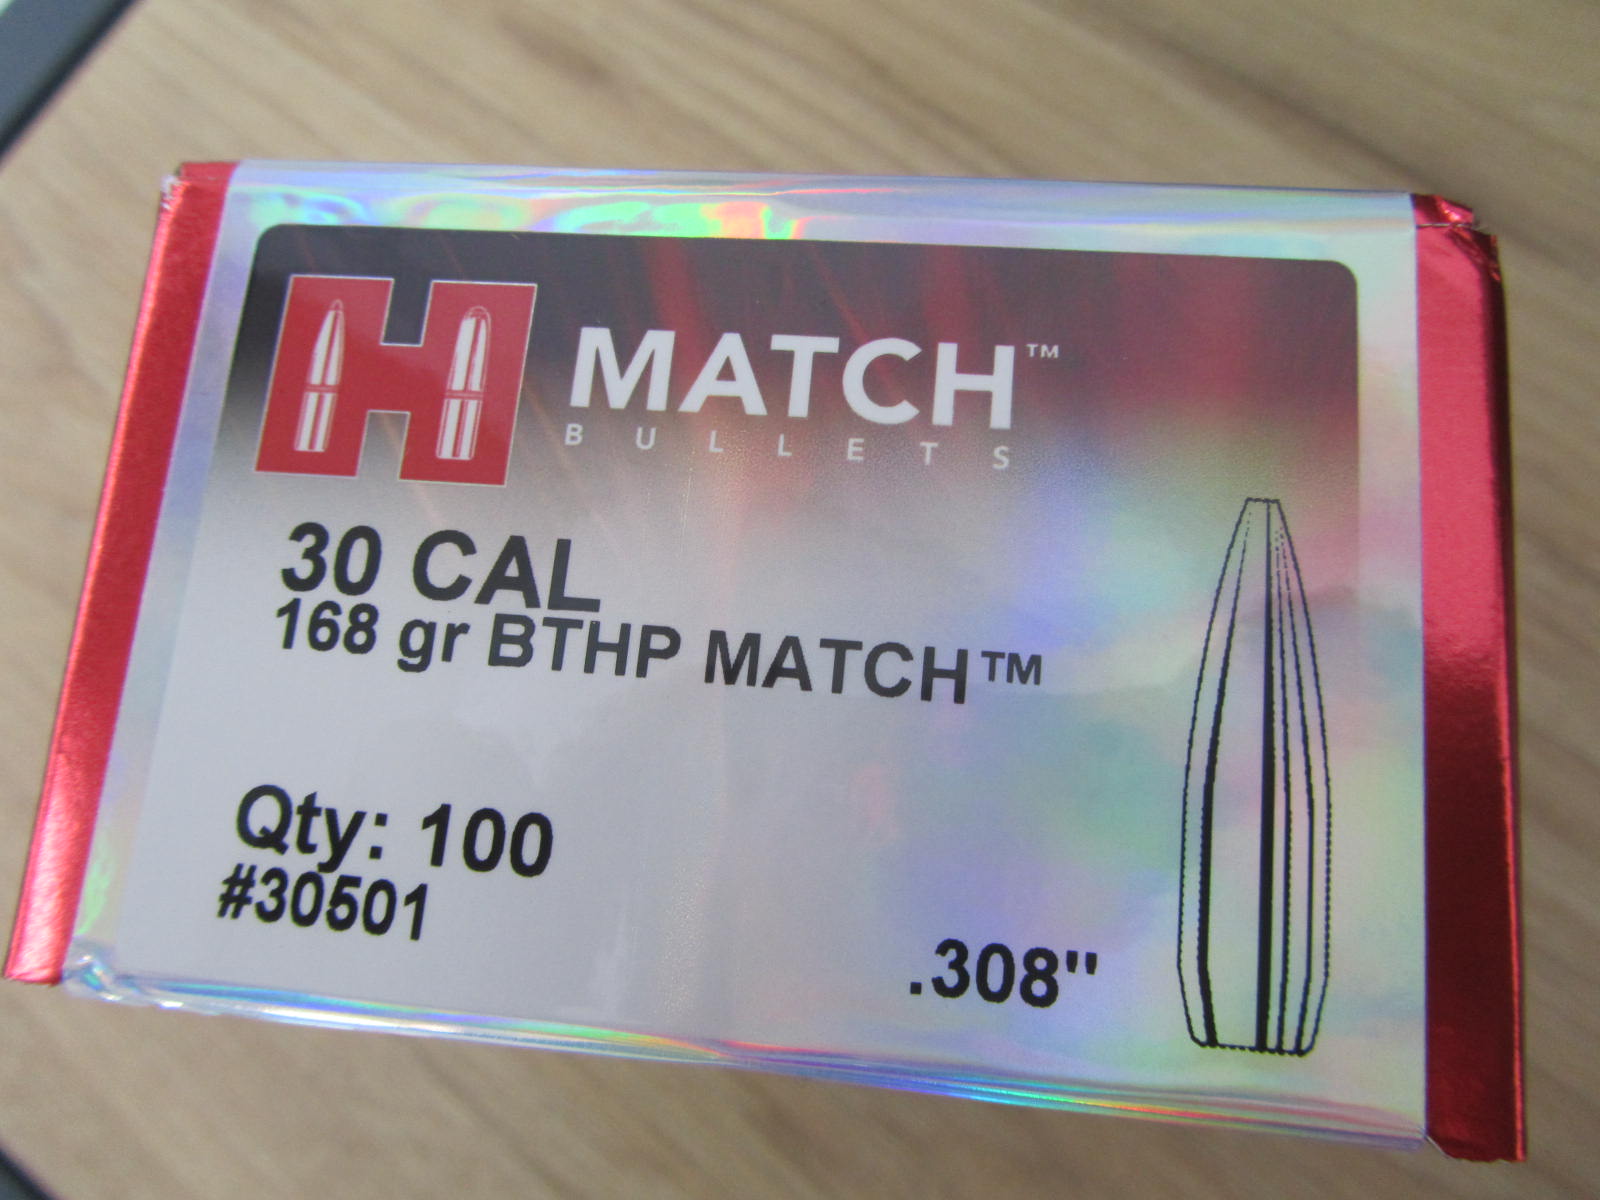 H MATCH™
BULLETS
30 CAL
168 gr BTHP MATCH™
Qty: 100
#30501
.308"